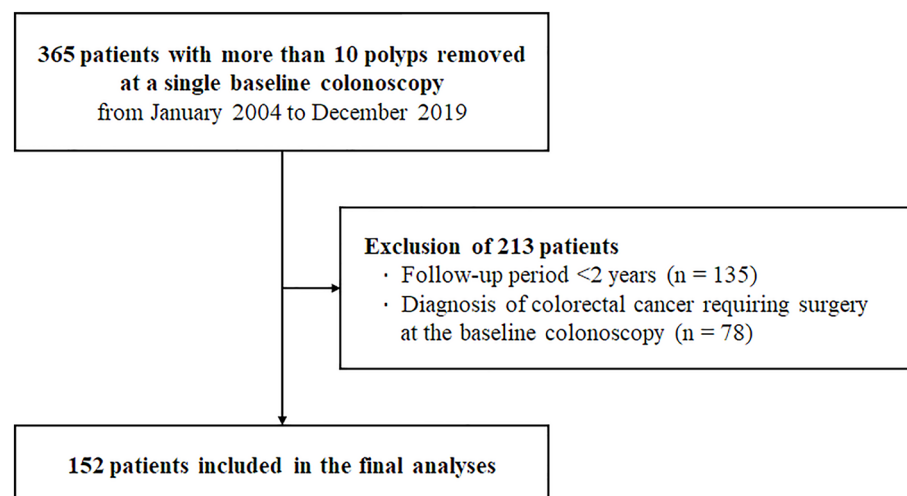 365 patients with more than 10 polyps removed
at a single baseline colonoscopy
from January 2004 to December 2019
Exclusion of 213 patients
· Follow-up period <2 years (n = 135)
· Diagnosis of colorectal cancer requiring surgery
at the baseline colonoscopy (n = 78)
152 patients included in the final analyses